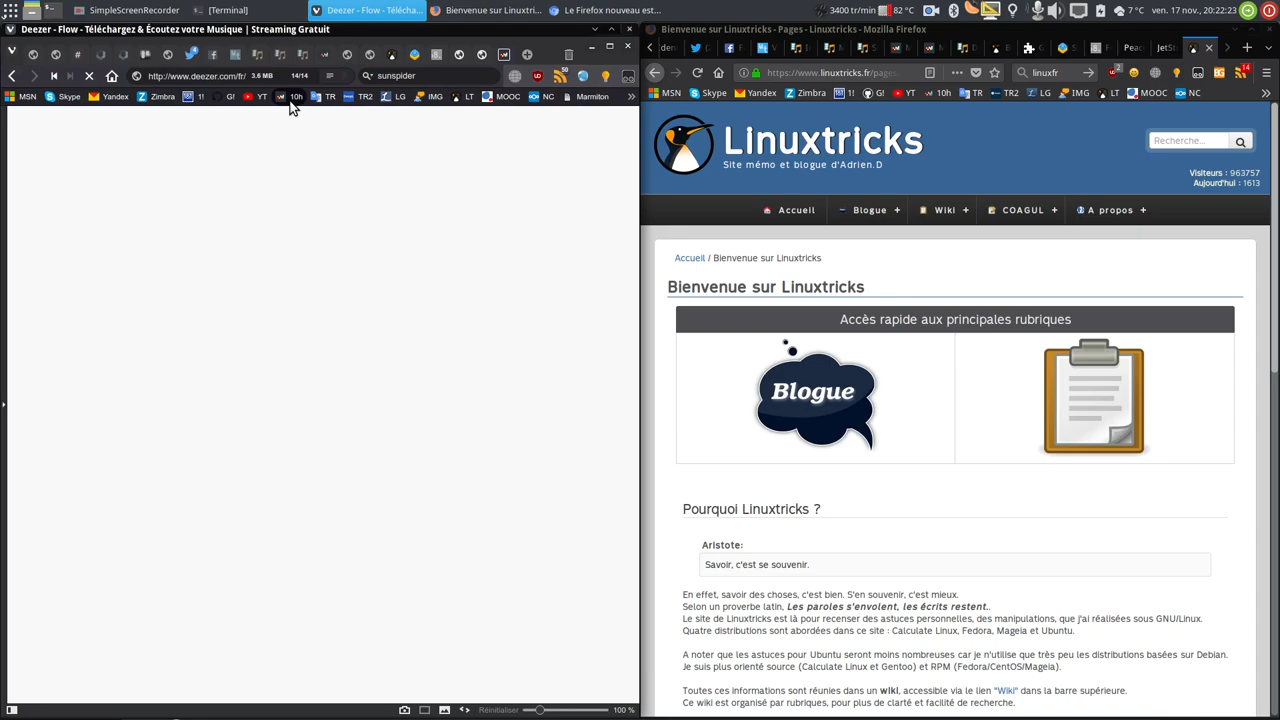 SimpleScreenRecorder
[Terminal]
Deezer - Flow - Télécha...
Bienvenue sur Linuxtri...
Le Firefox nouveau est...
3400 tr/min
82 °C
7 °C
ven. 17 nov., 20:22:23
Deezer - Flow - Téléchargez & Écoutez votre Musique | Streaming Gratuit
http://www.deezer.com/fr/
3.6 MB
14/14
sunspider
50
MSN
Skype
Yandex
Zimbra
1!
G!
YT
10h
TR
TR2
LG
IMG
LT
MOOC
NC
Marmiton
»
Réinitialiser
100 %
Bienvenue sur Linuxtricks - Pages - Linuxtricks - Mozilla Firefox
dern
Peac
JetSt
https://www.linuxtricks.fr/pages
linuxfr
2
14
MSN
Skype
Yandex
Zimbra
1!
G!
YT
10h
TR
TR2
LG
IMG
LT
MOOC
NC
Linuxtricks
Site mémo et blogue d'Adrien.D
Recherche...
Visiteurs : 963757
Aujourd'hui : 1613
Accueil
Blogue +
Wiki +
COAGUL +
A propos +
Accueil / Bienvenue sur Linuxtricks
Bienvenue sur Linuxtricks
Accès rapide aux principales rubriques
Blogue
Pourquoi Linuxtricks ?
Aristote:
Savoir, c'est se souvenir.
En effet, savoir des choses, c'est bien. S'en souvenir, c'est mieux.
Selon un proverbe latin, Les paroles s'envolent, les écrits restent..
Le site de Linuxtricks est là pour recenser des astuces personnelles, des manipulations, que j'ai réalisées sous GNU/Linux.
Quatre distributions sont abordées dans ce site : Calculate Linux, Fedora, Mageia et Ubuntu.
A noter que les astuces pour Ubuntu seront moins nombreuses car je n'utilise que très peu les distributions basées sur Debian.
Je suis plus orienté source (Calculate Linux et Gentoo) et RPM (Fedora/CentOS/Mageia).
Toutes ces informations sont réunies dans un wiki, accessible via le lien "Wiki" dans la barre supérieure.
Ce wiki est organisé par rubriques, pour plus de clarté et facilité de recherche.